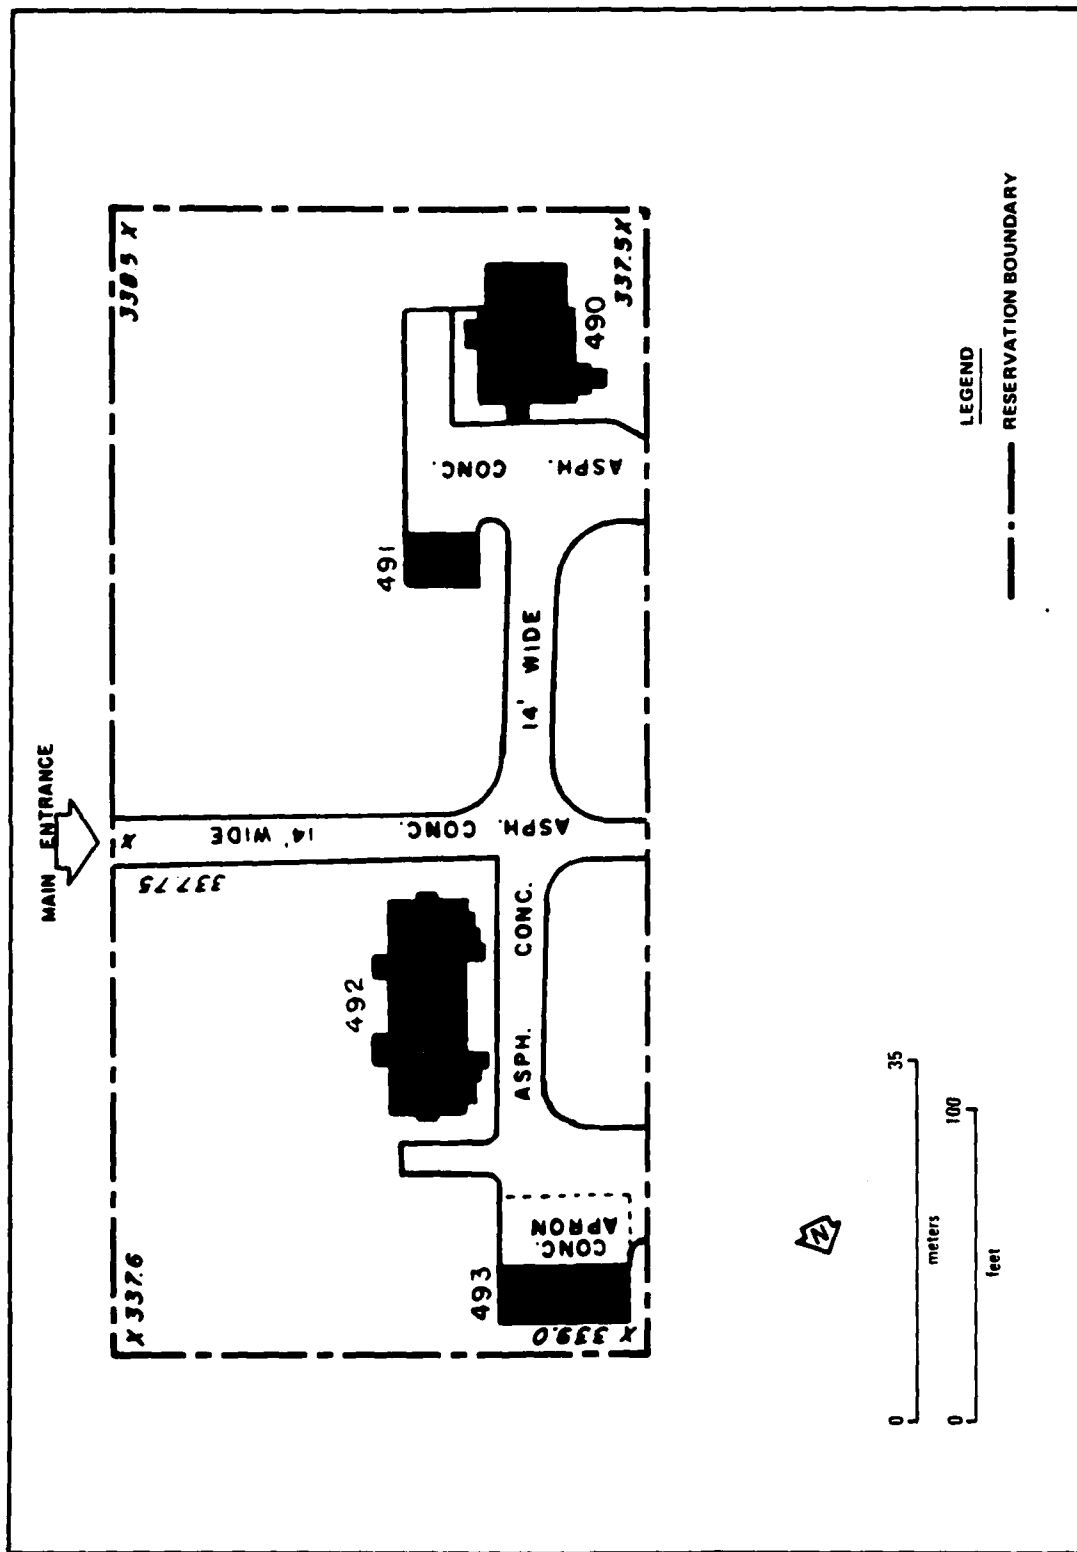 MAIN ENTRANCE
X 337.6
338.5 X
X
337.75
14' WIDE
492
491
493
490
ASPH. CONC.
ASPH. CONC.
14' WIDE
ASPH. CONC.
CONC.
APRON
X 339.0
337.5 X
LEGEND
RESERVATION BOUNDARY
N
0 35
meters
0 100
feet